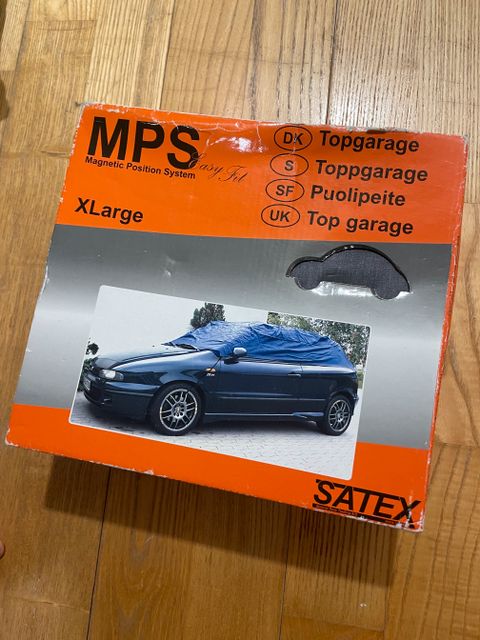 MPS
Easy Fit
Magnetic Position System
XLarge
DK Topgarage
S Toppgarage
SF Puolipeite
UK Top garage
SATEX